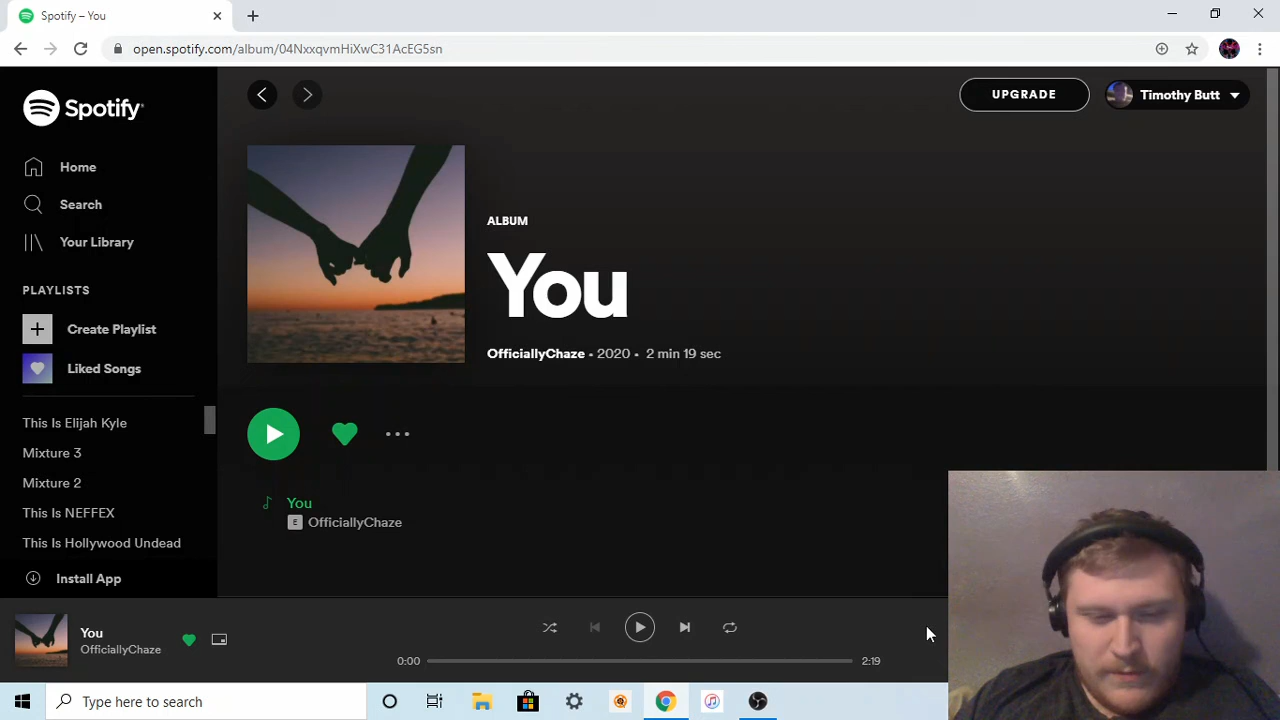 Spotify – You
open.spotify.com/album/04NxxqvmHiXwC31AcEG5sn
Spotify
UPGRADE
Timothy Butt
Home
Search
Your Library
PLAYLISTS
Create Playlist
Liked Songs
This Is Elijah Kyle
Mixture 3
Mixture 2
This Is NEFFEX
This Is Hollywood Undead
Install App
ALBUM
You
OfficiallyChaze • 2020 • 2 min 19 sec
You
E OfficiallyChaze
You
OfficiallyChaze
0:00
2:19
Type here to search